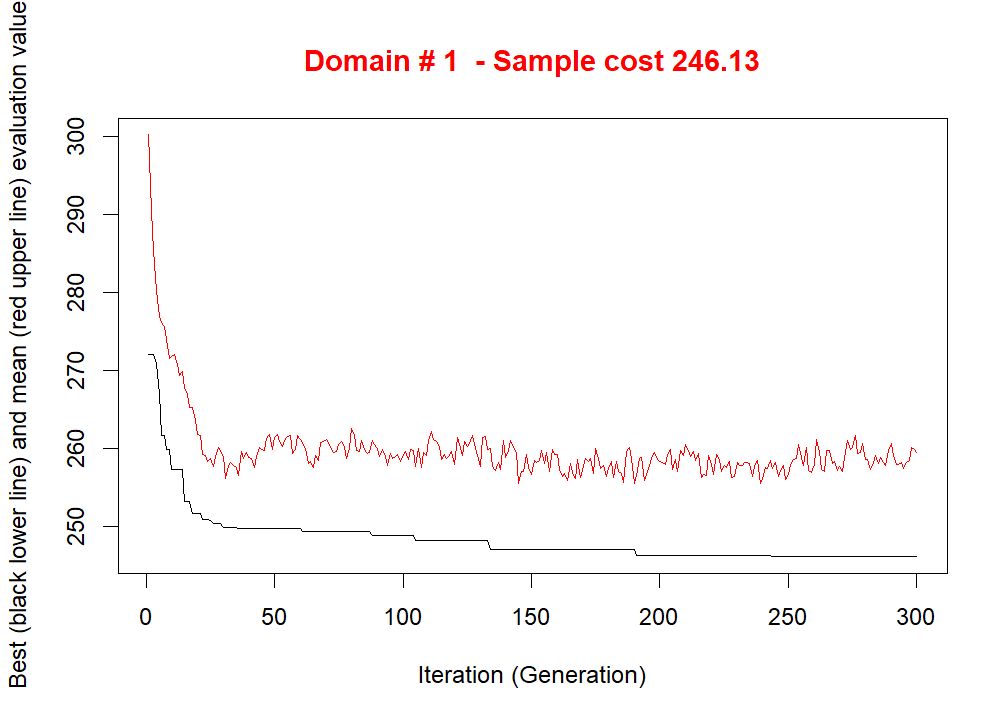 Domain # 1  - Sample cost 246.13
Best (black lower line) and mean (red upper line) evaluation value
300
290
280
270
260
250
0 50 100 150 200 250 300
Iteration (Generation)